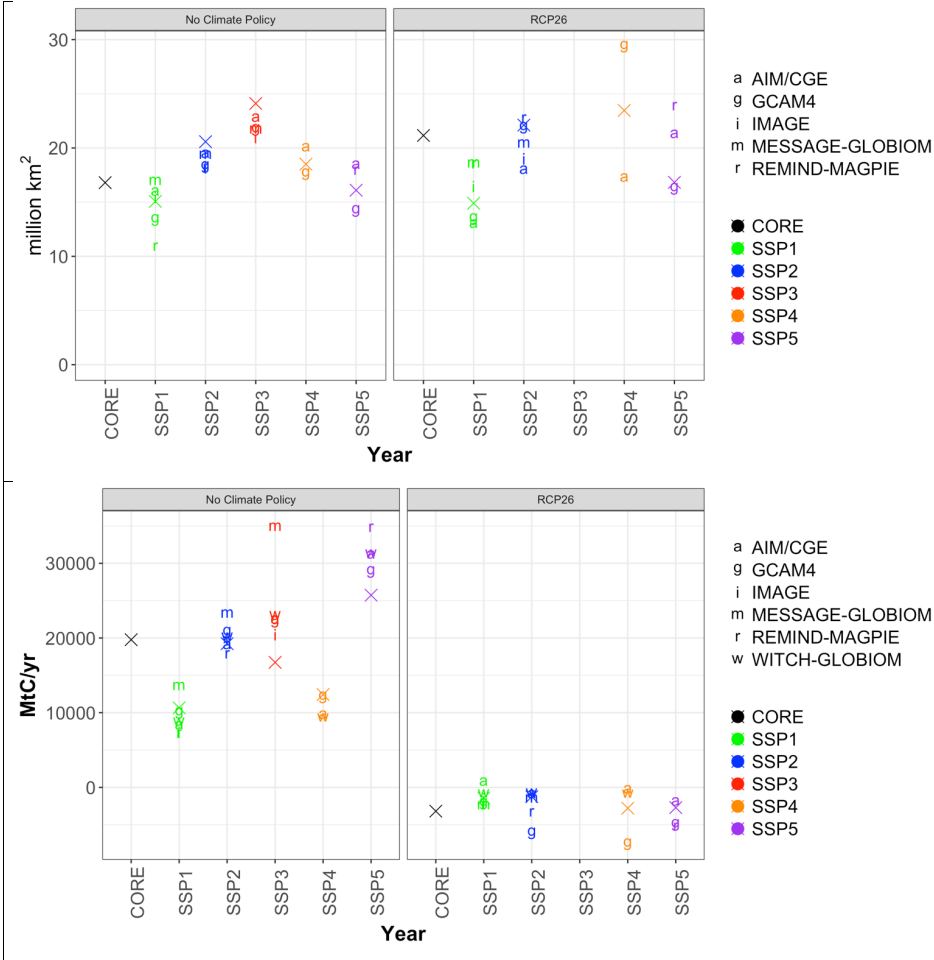 No Climate Policy
RCP26
30
20
10
0
million km²
CORE
SSP1
SSP2
SSP3
SSP4
SSP5
CORE
SSP1
SSP2
SSP3
SSP4
SSP5
Year
a AIM/CGE
g GCAM4
i IMAGE
m MESSAGE-GLOBIOM
r REMIND-MAGPIE
CORE
SSP1
SSP2
SSP3
SSP4
SSP5
No Climate Policy
RCP26
30000
20000
10000
0
MtC/yr
CORE
SSP1
SSP2
SSP3
SSP4
SSP5
CORE
SSP1
SSP2
SSP3
SSP4
SSP5
Year
a AIM/CGE
g GCAM4
i IMAGE
m MESSAGE-GLOBIOM
r REMIND-MAGPIE
w WITCH-GLOBIOM
CORE
SSP1
SSP2
SSP3
SSP4
SSP5